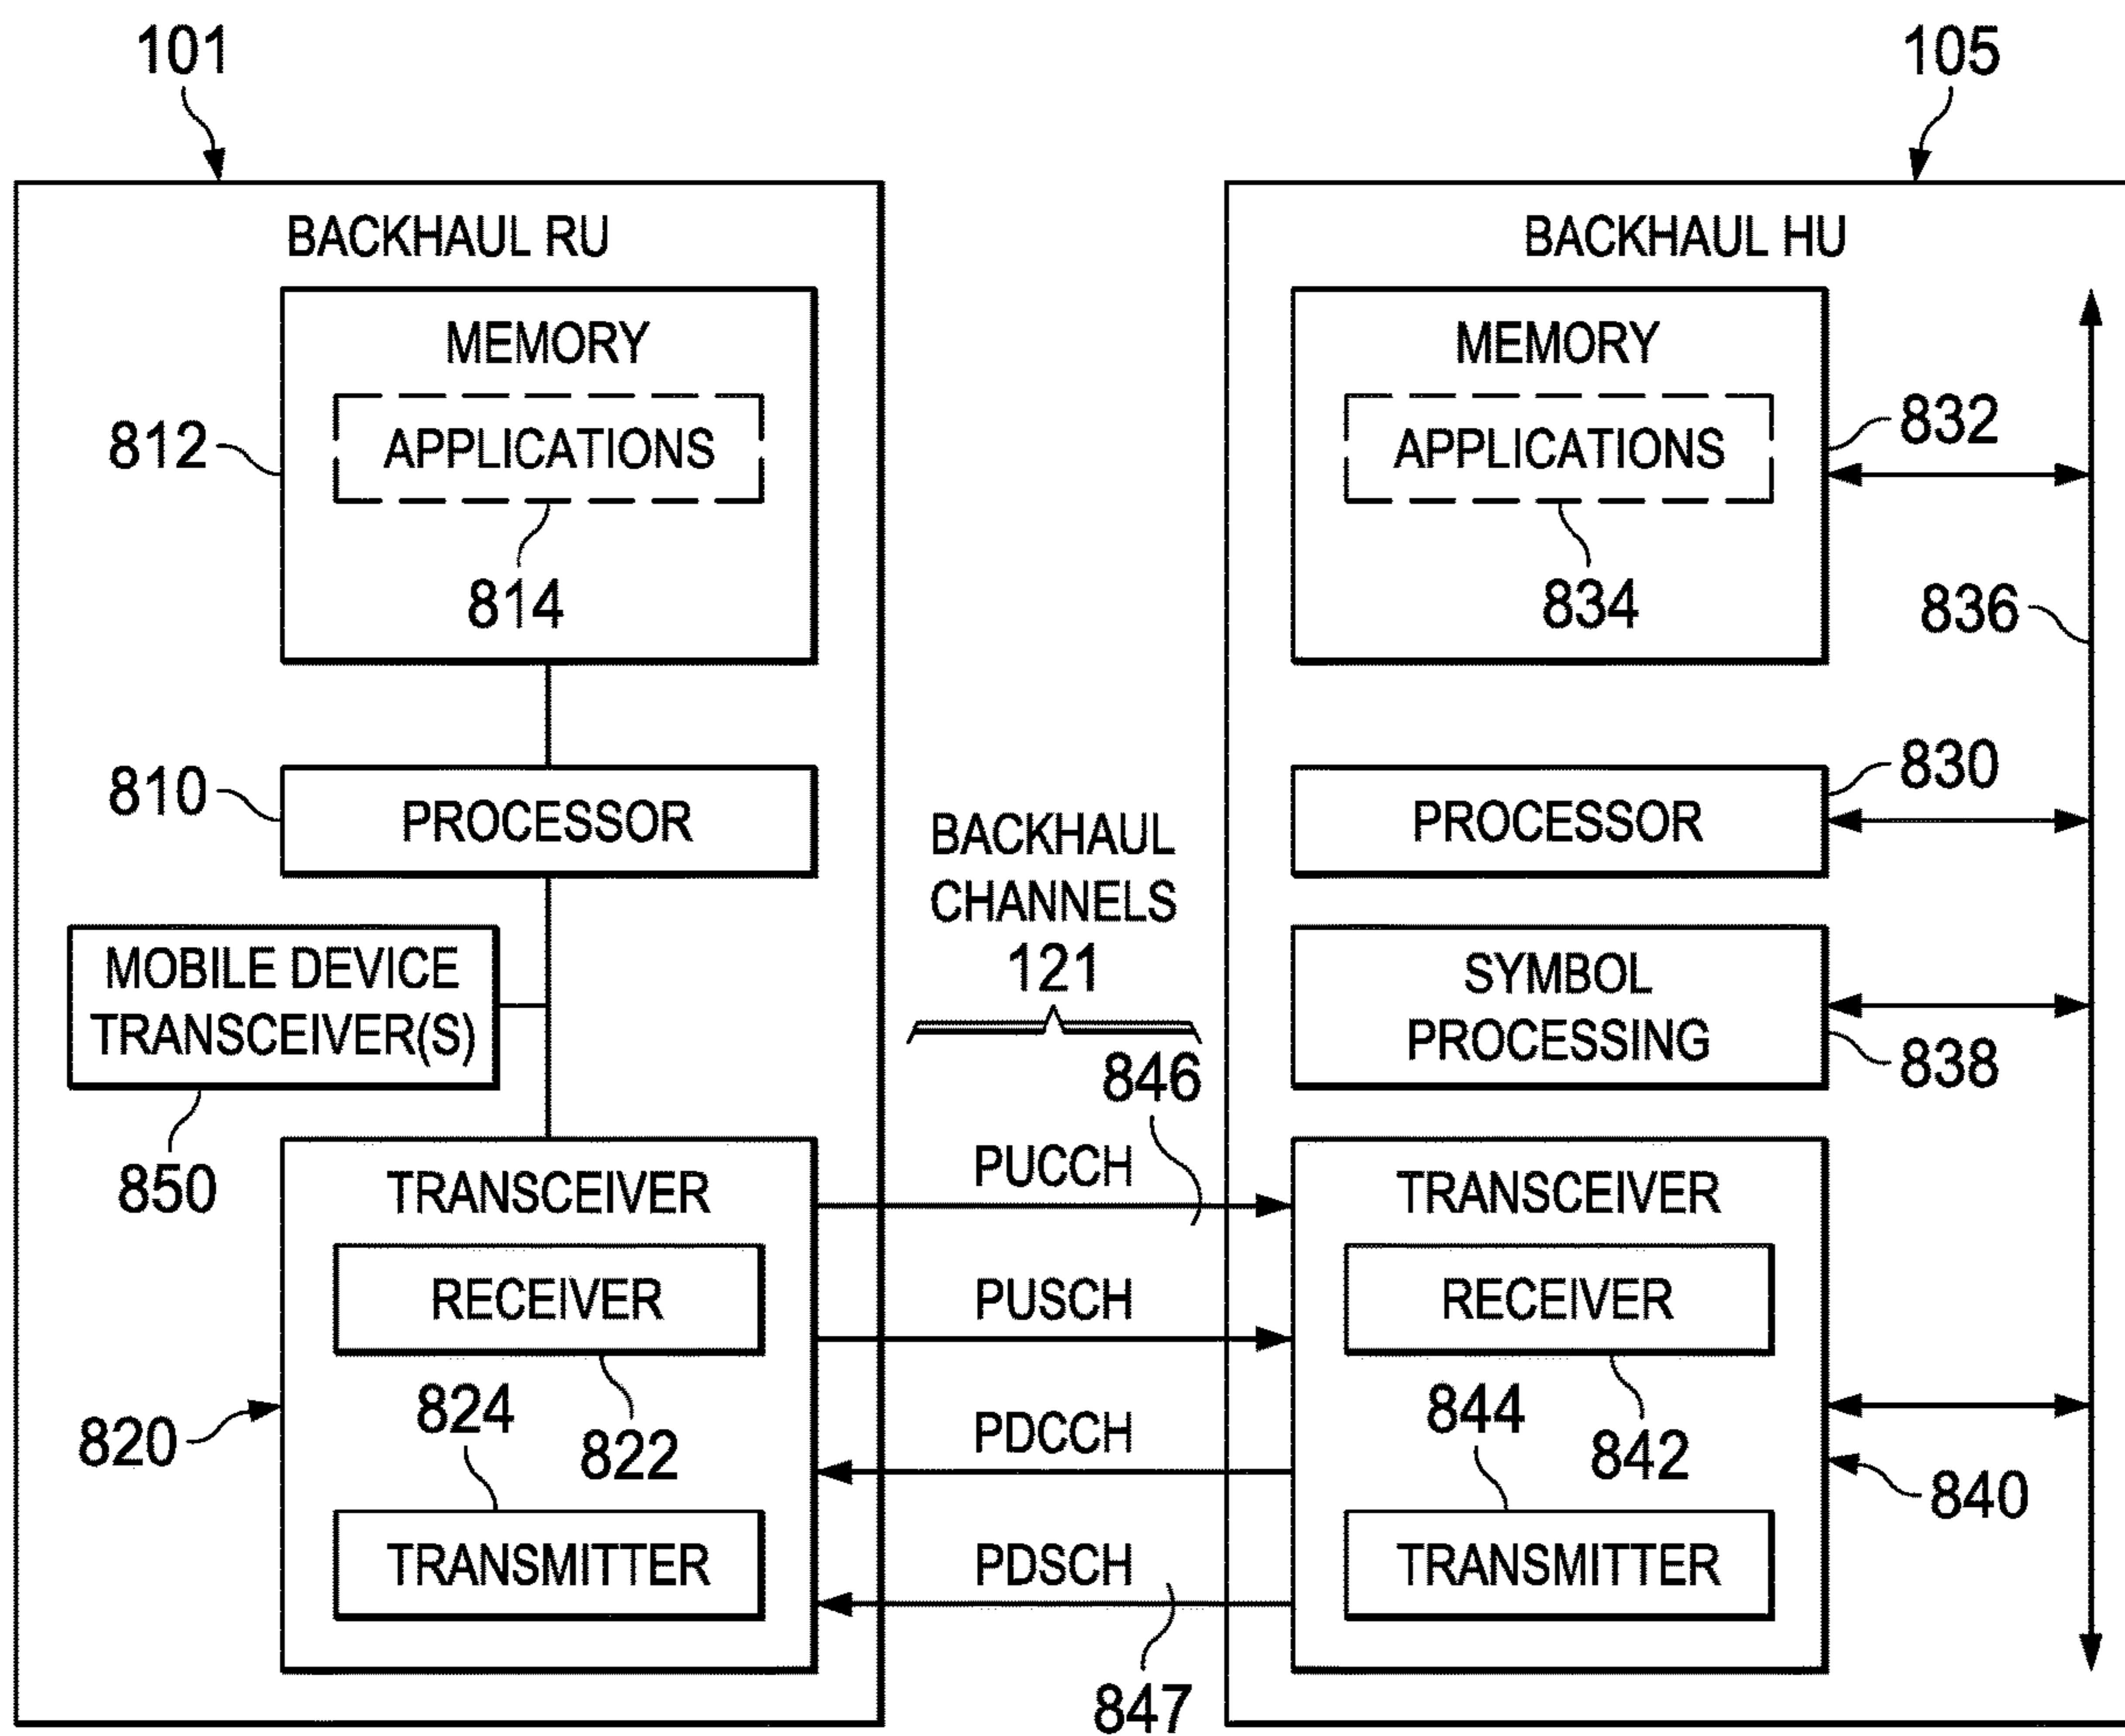 101
105
BACKHAUL RU
MEMORY
APPLICATIONS
812
814
810
PROCESSOR
MOBILE DEVICE
TRANSCEIVER(S)
850
TRANSCEIVER
RECEIVER
822
824
820
TRANSMITTER
BACKHAUL
CHANNELS
121
846
PUCCH
PUSCH
PDCCH
PDSCH
847
BACKHAUL HU
MEMORY
APPLICATIONS
832
834
836
830
PROCESSOR
SYMBOL
PROCESSING
838
TRANSCEIVER
RECEIVER
842
844
840
TRANSMITTER